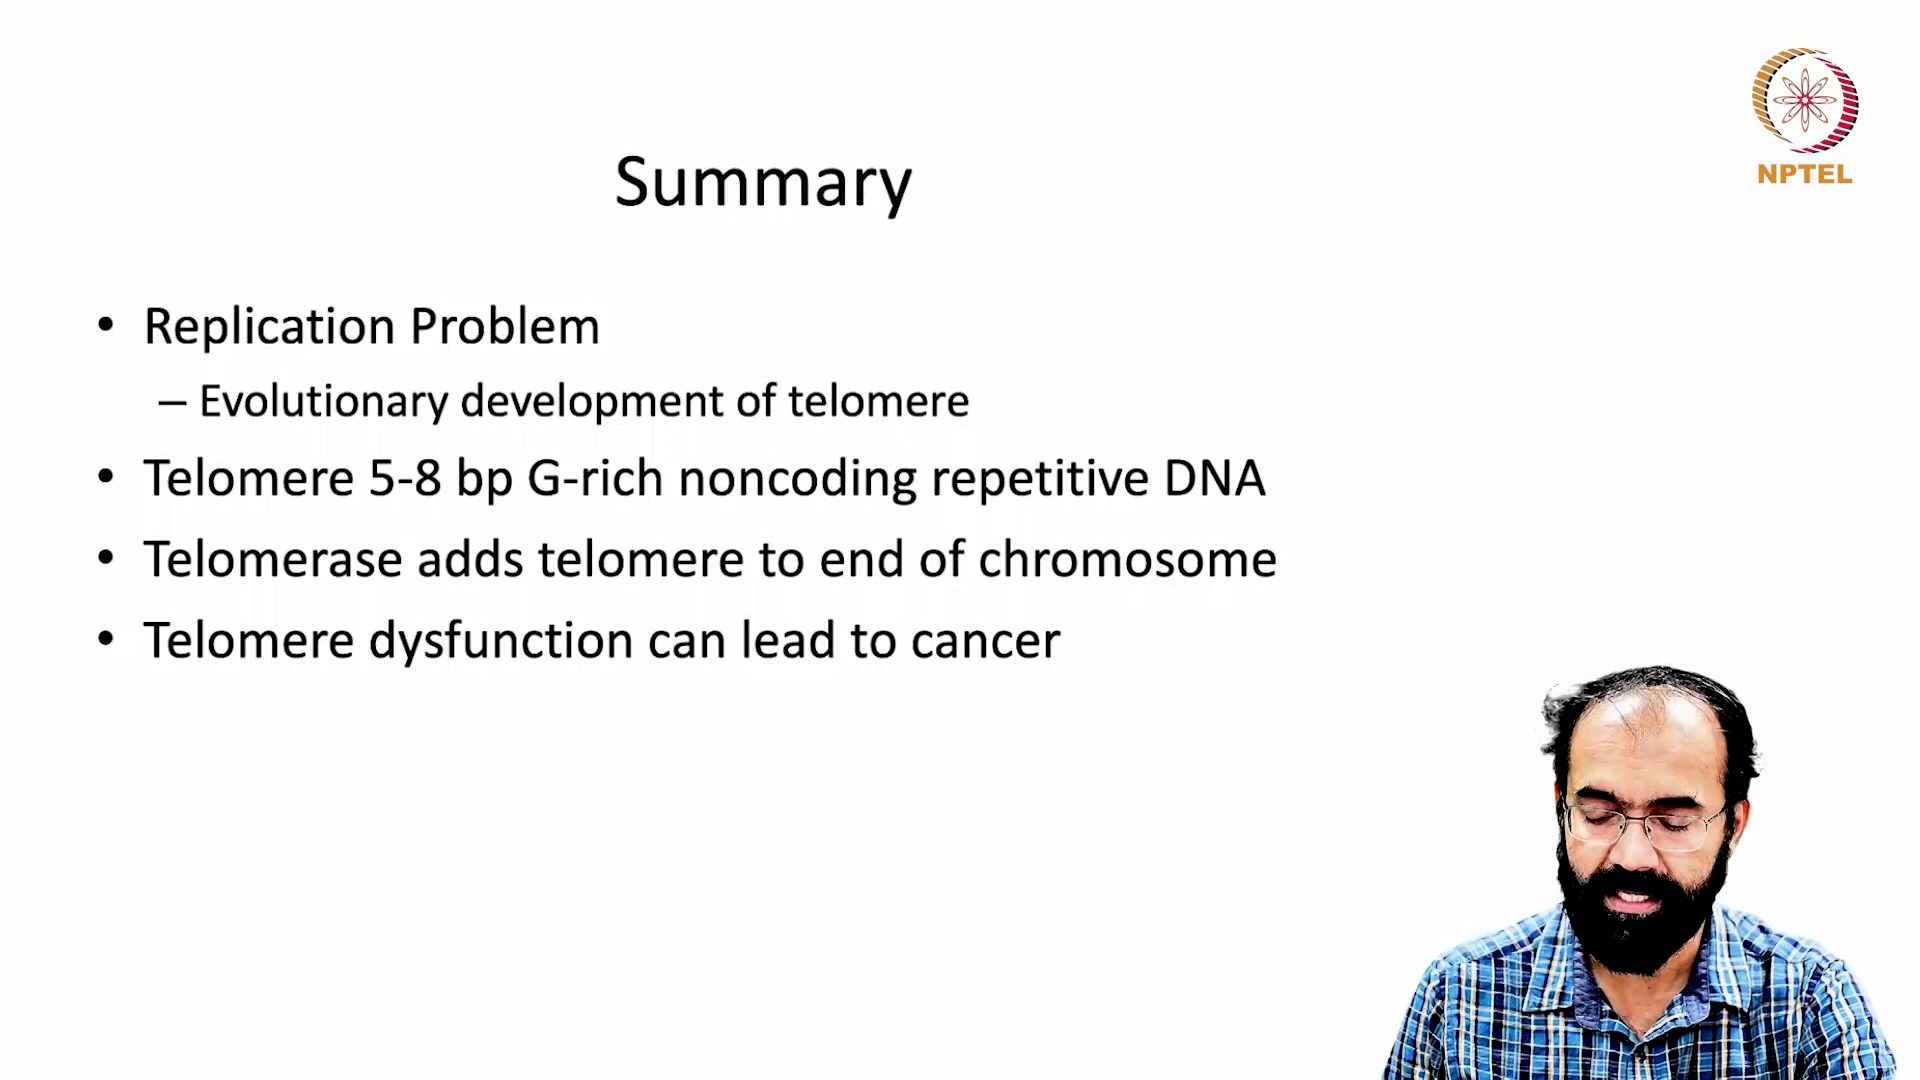 NPTEL
Summary
• Replication Problem
– Evolutionary development of telomere
• Telomere 5-8 bp G-rich noncoding repetitive DNA
• Telomerase adds telomere to end of chromosome
• Telomere dysfunction can lead to cancer